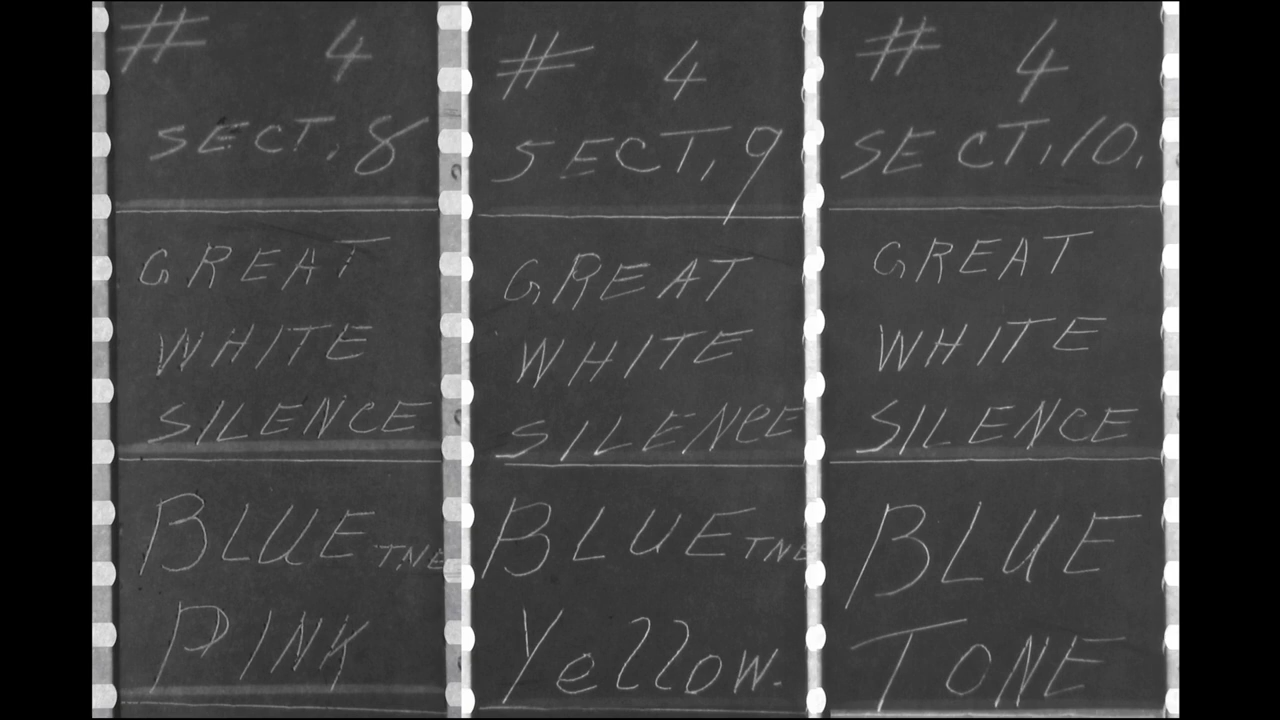 # 4
SECT. 8
GREAT
WHITE
SILENCE
BLUE TNE
PINK
# 4
SECT. 9
GREAT
WHITE
SILENCE
BLUE TNE
Yellow.
# 4
SECT. 10.
GREAT
WHITE
SILENCE
BLUE
TONE